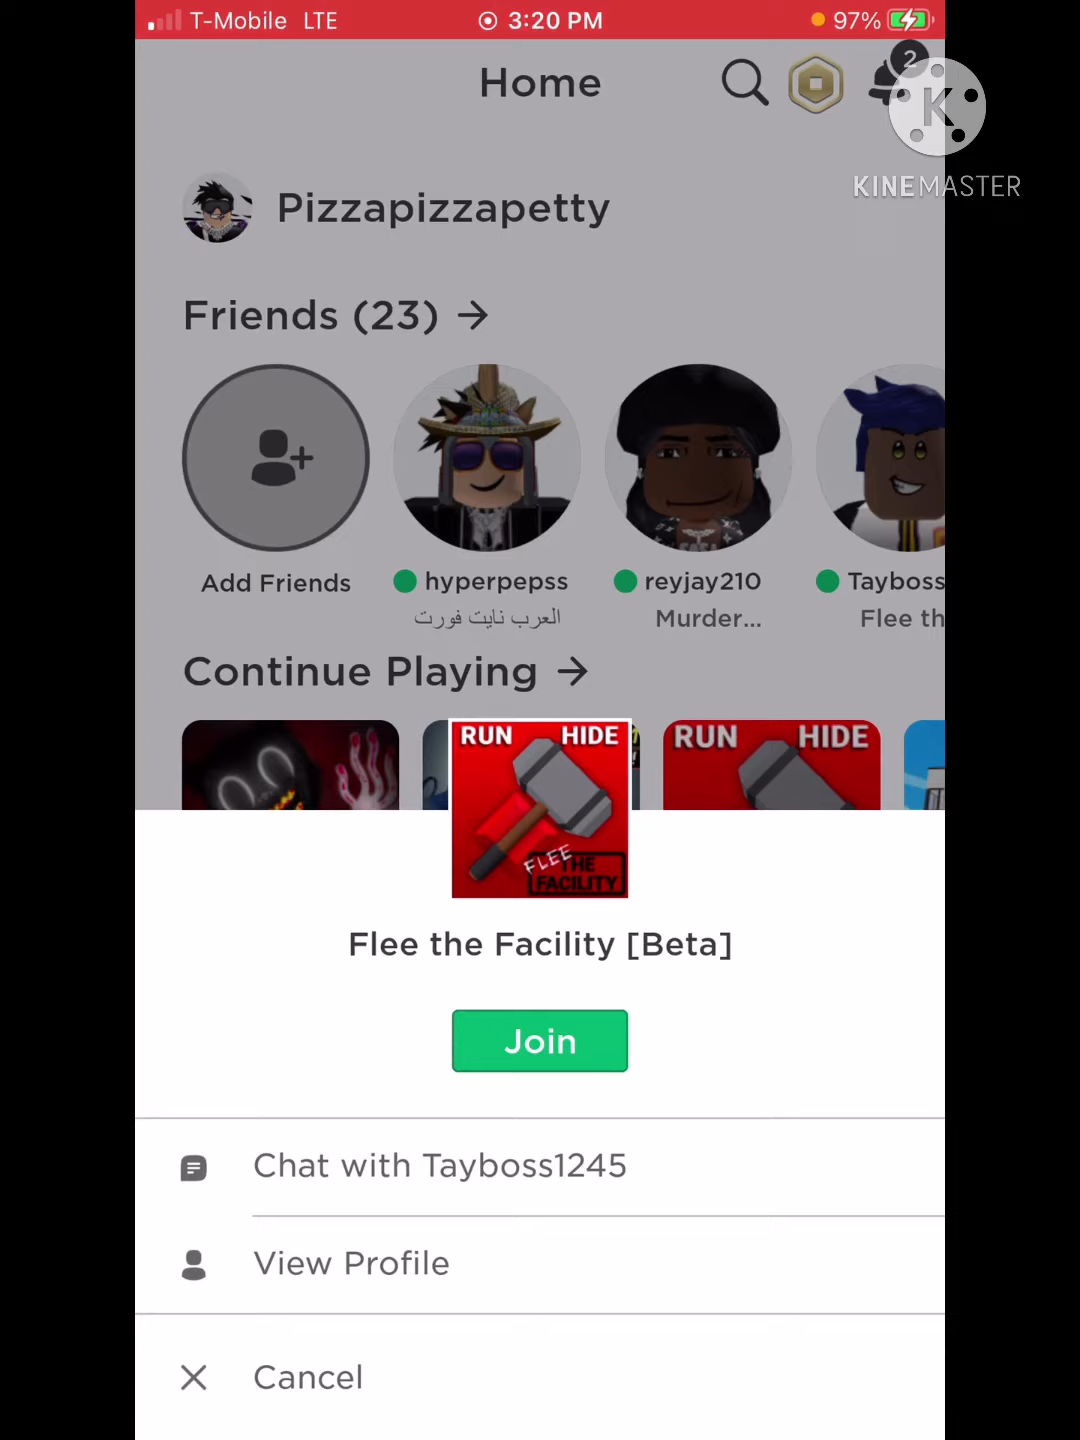 T-Mobile LTE 3:20 PM 97%
Home
2
K
KINEMASTER
Pizzapizzapetty
Friends (23) →
Add Friends
hyperpepss
العرب نايت فورت
reyjay210
Murder...
Tayboss
Flee th
Continue Playing →
RUN HIDE
RUN HIDE
FLEE
THE
FACILITY
Flee the Facility [Beta]
Join
Chat with Tayboss1245
View Profile
Cancel